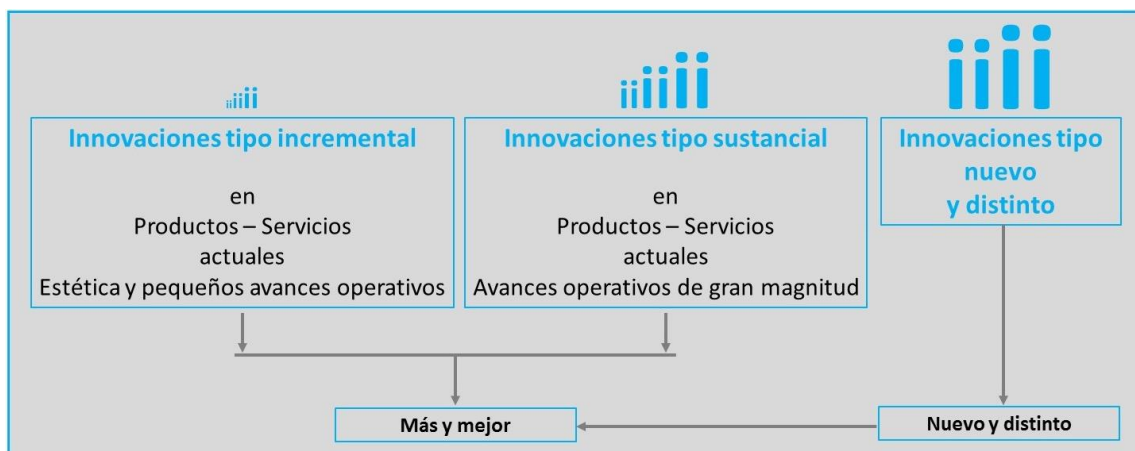 Innovaciones tipo incremental
en
Productos – Servicios
actuales
Estética y pequeños avances operativos
Innovaciones tipo sustancial
en
Productos – Servicios
actuales
Avances operativos de gran magnitud
Innovaciones tipo
nuevo
y distinto
Más y mejor
Nuevo y distinto